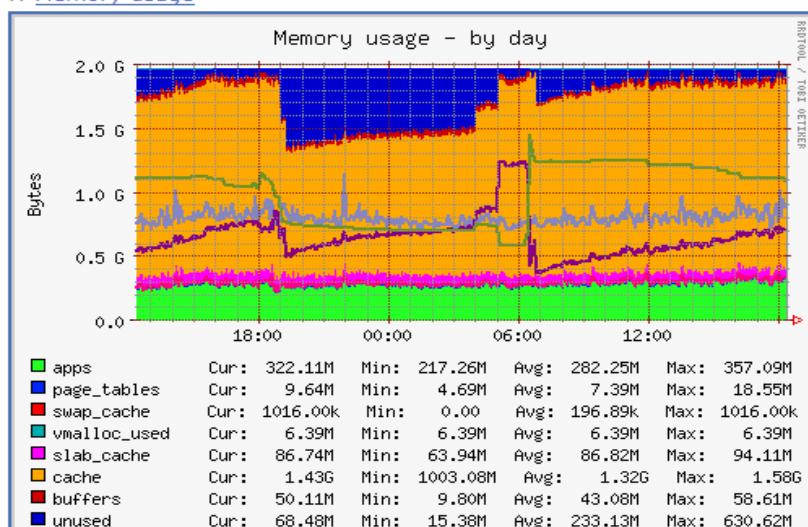 Memory usage
Memory usage - by day
RRDTOOL / TOBI OETIKER
Bytes
2.0 G
1.5 G
1.0 G
0.5 G
0.0
18:00 00:00 06:00 12:00
apps Cur: 322.11M Min: 217.26M Avg: 282.25M Max: 357.09M
page_tables Cur: 9.64M Min: 4.69M Avg: 7.39M Max: 18.55M
swap_cache Cur: 1016.00k Min: 0.00 Avg: 196.89k Max: 1016.00k
vmalloc_used Cur: 6.39M Min: 6.39M Avg: 6.39M Max: 6.39M
slab_cache Cur: 86.74M Min: 63.94M Avg: 86.82M Max: 94.11M
cache Cur: 1.43G Min: 1003.08M Avg: 1.32G Max: 1.58G
buffers Cur: 50.11M Min: 9.80M Avg: 43.08M Max: 58.61M
unused Cur: 68.48M Min: 15.38M Avg: 233.13M Max: 630.62M